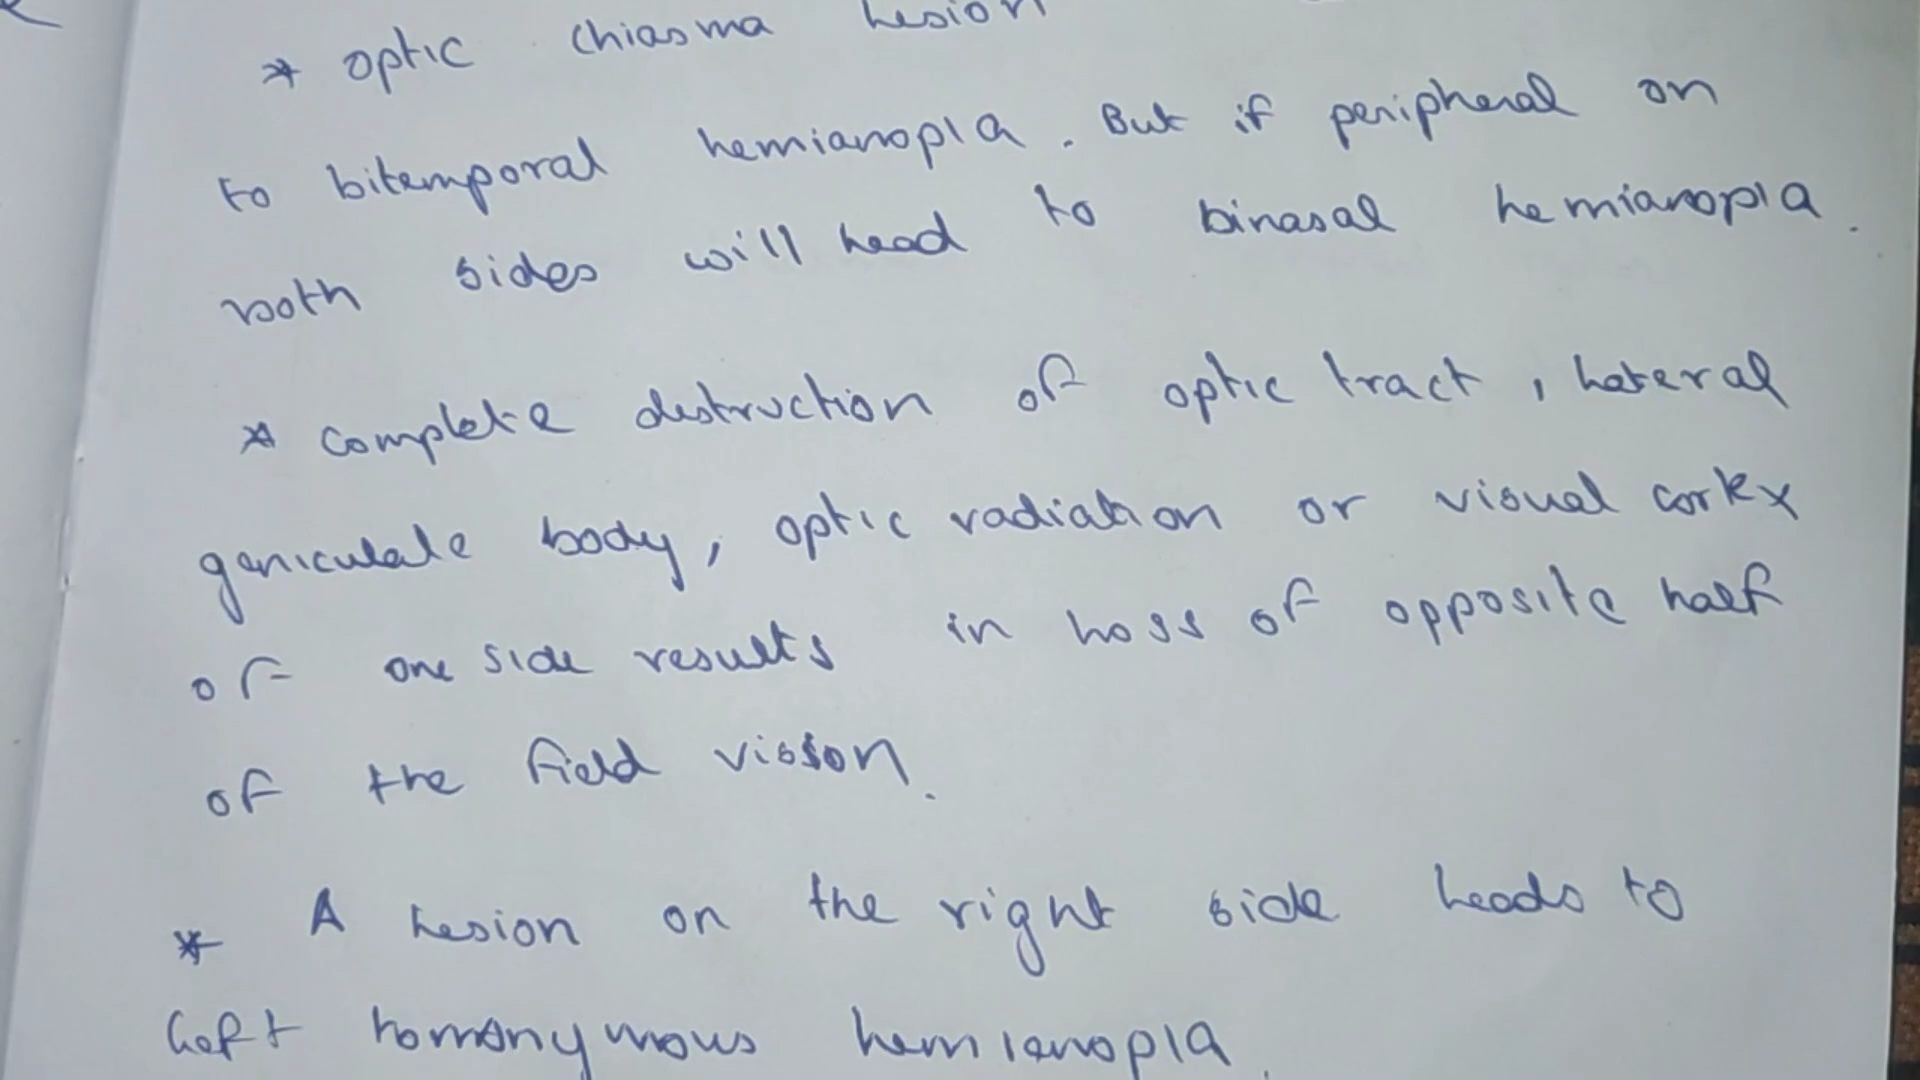 * optic chiasma lesion
to bitemporal hemianopia. But if peripheral on
both sides will lead to binasal hemianopia.
* complete destruction of optic tract, lateral
geniculate body, optic radiation or visual cortex
of one side results in loss of opposite half
of the field visson.
* A lesion on the right side leads to
left homonymous hemianopia.